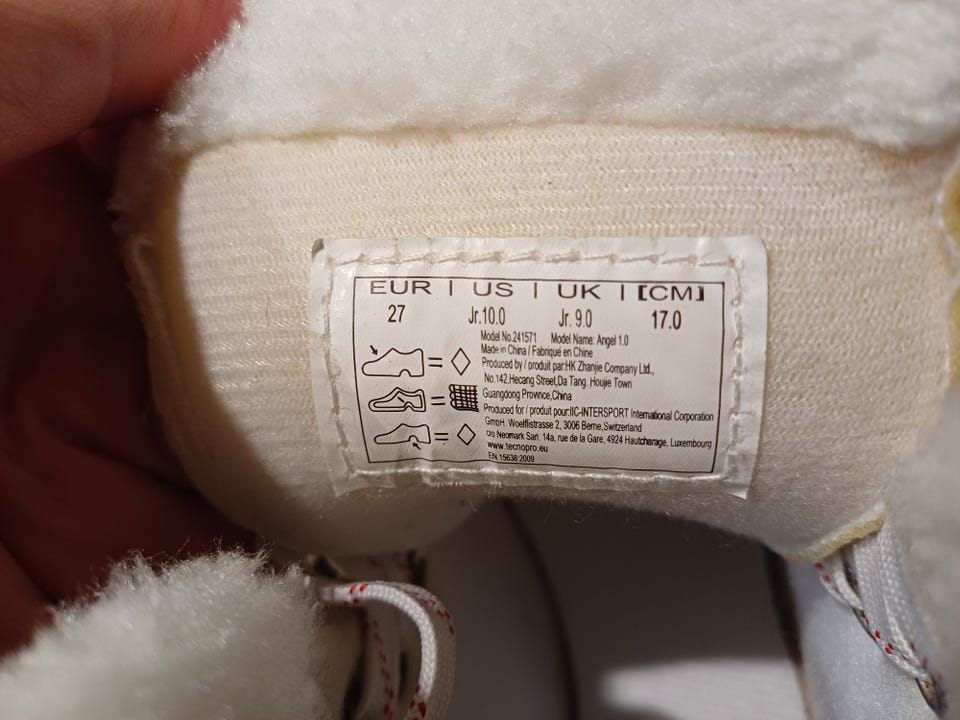 EUR | US | UK | [CM]
27 Jr.10.0 Jr. 9.0 17.0
Model No.241571 Model Name: Angel 1.0
Made in China / Fabriqué en Chine
Produced by / produit par:HK Zhanjie Company Ltd.,
No.142.Hecang Street,Da Tang. Houjie Town
Guangdong Province,China
Produced for / produit pour:IIC-INTERSPORT International Corporation
GmbH. Woelflistrasse 2, 3006 Berne,Switzerland
c/o Neomark Sarl. 14a, rue de la Gare, 4924 Hautcharage, Luxembourg
www.tecnopro.eu
EN 15638:2009